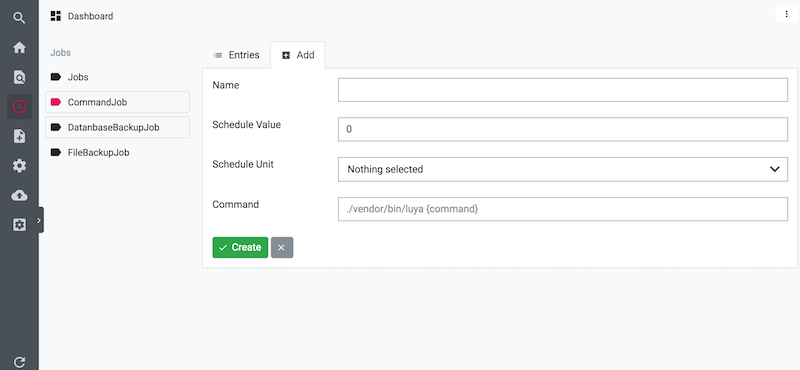 Dashboard
Jobs
Jobs
CommandJob
DatanbaseBackupJob
FileBackupJob
Entries
Add
Name
Schedule Value
0
Schedule Unit
Nothing selected
Command
./vendor/bin/luya {command}
Create